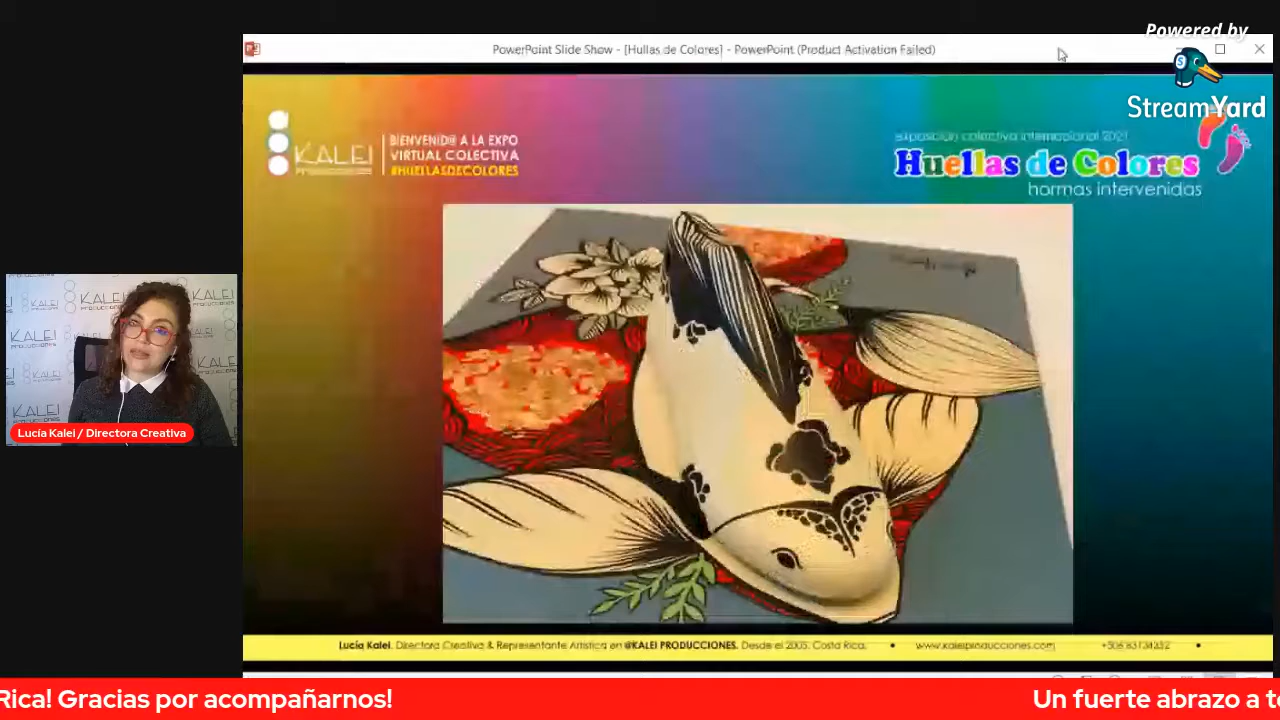 Powered by
StreamYard
PowerPoint Slide Show - [Hullas de Colores] - PowerPoint (Product Activation Failed)
KALEI
PRODUCCIONES
BIENVENID@ A LA EXPO
VIRTUAL COLECTIVA
#HUELLASDECOLORES
exposición colectiva internacional 2021
Huellas de Colores
hormas intervenidas
KALEI
Lucía Kalei / Directora Creativa
Lucía Kalei. Directora Creativa & Representante Artística en @KALEI PRODUCCIONES. Desde el 2005. Costa Rica. • www.kaleiproducciones.com
Rica! Gracias por acompañarnos!
Un fuerte abrazo a